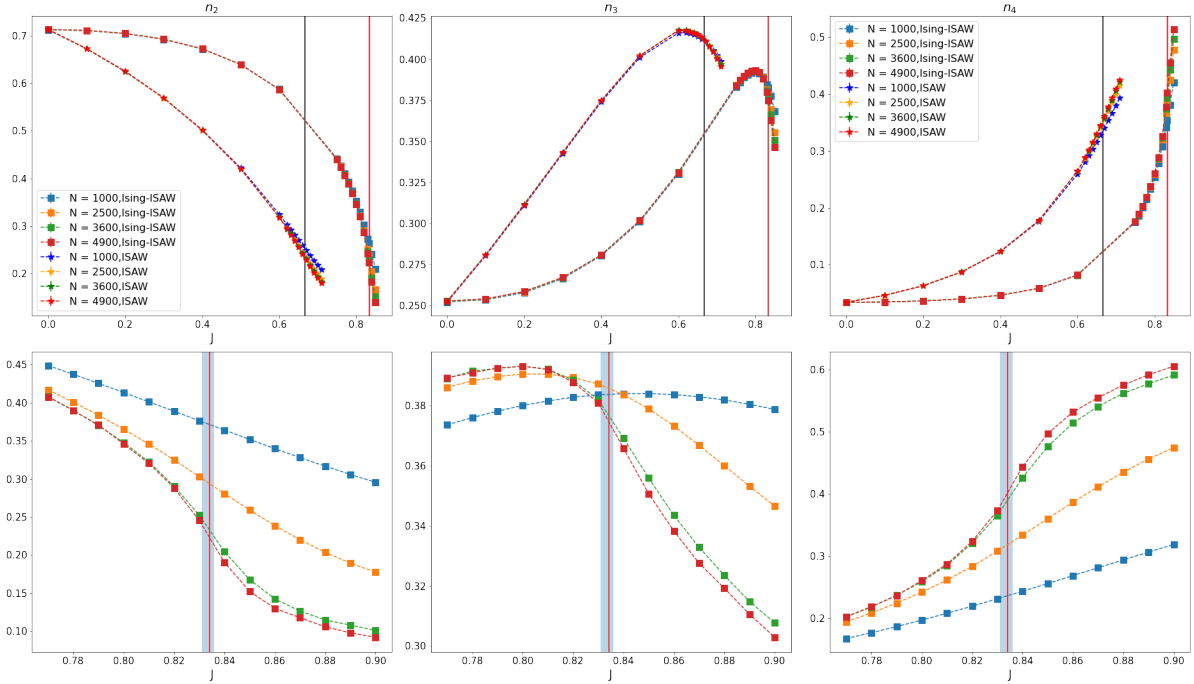 n₂
0.7
0.6
0.5
0.4
0.3
0.2
N = 1000,Ising-ISAW
N = 2500,Ising-ISAW
N = 3600,Ising-ISAW
N = 4900,Ising-ISAW
N = 1000,ISAW
N = 2500,ISAW
N = 3600,ISAW
N = 4900,ISAW
0.0 0.2 0.4 0.6 0.8
J
n₃
0.425
0.400
0.375
0.350
0.325
0.300
0.275
0.250
0.0 0.2 0.4 0.6 0.8
J
n₄
0.5
0.4
0.3
0.2
0.1
N = 1000,Ising-ISAW
N = 2500,Ising-ISAW
N = 3600,Ising-ISAW
N = 4900,Ising-ISAW
N = 1000,ISAW
N = 2500,ISAW
N = 3600,ISAW
N = 4900,ISAW
0.0 0.2 0.4 0.6 0.8
J
0.45
0.40
0.35
0.30
0.25
0.20
0.15
0.10
0.78 0.80 0.82 0.84 0.86 0.88 0.90
J
0.38
0.36
0.34
0.32
0.30
0.78 0.80 0.82 0.84 0.86 0.88 0.90
J
0.6
0.5
0.4
0.3
0.2
0.78 0.80 0.82 0.84 0.86 0.88 0.90
J